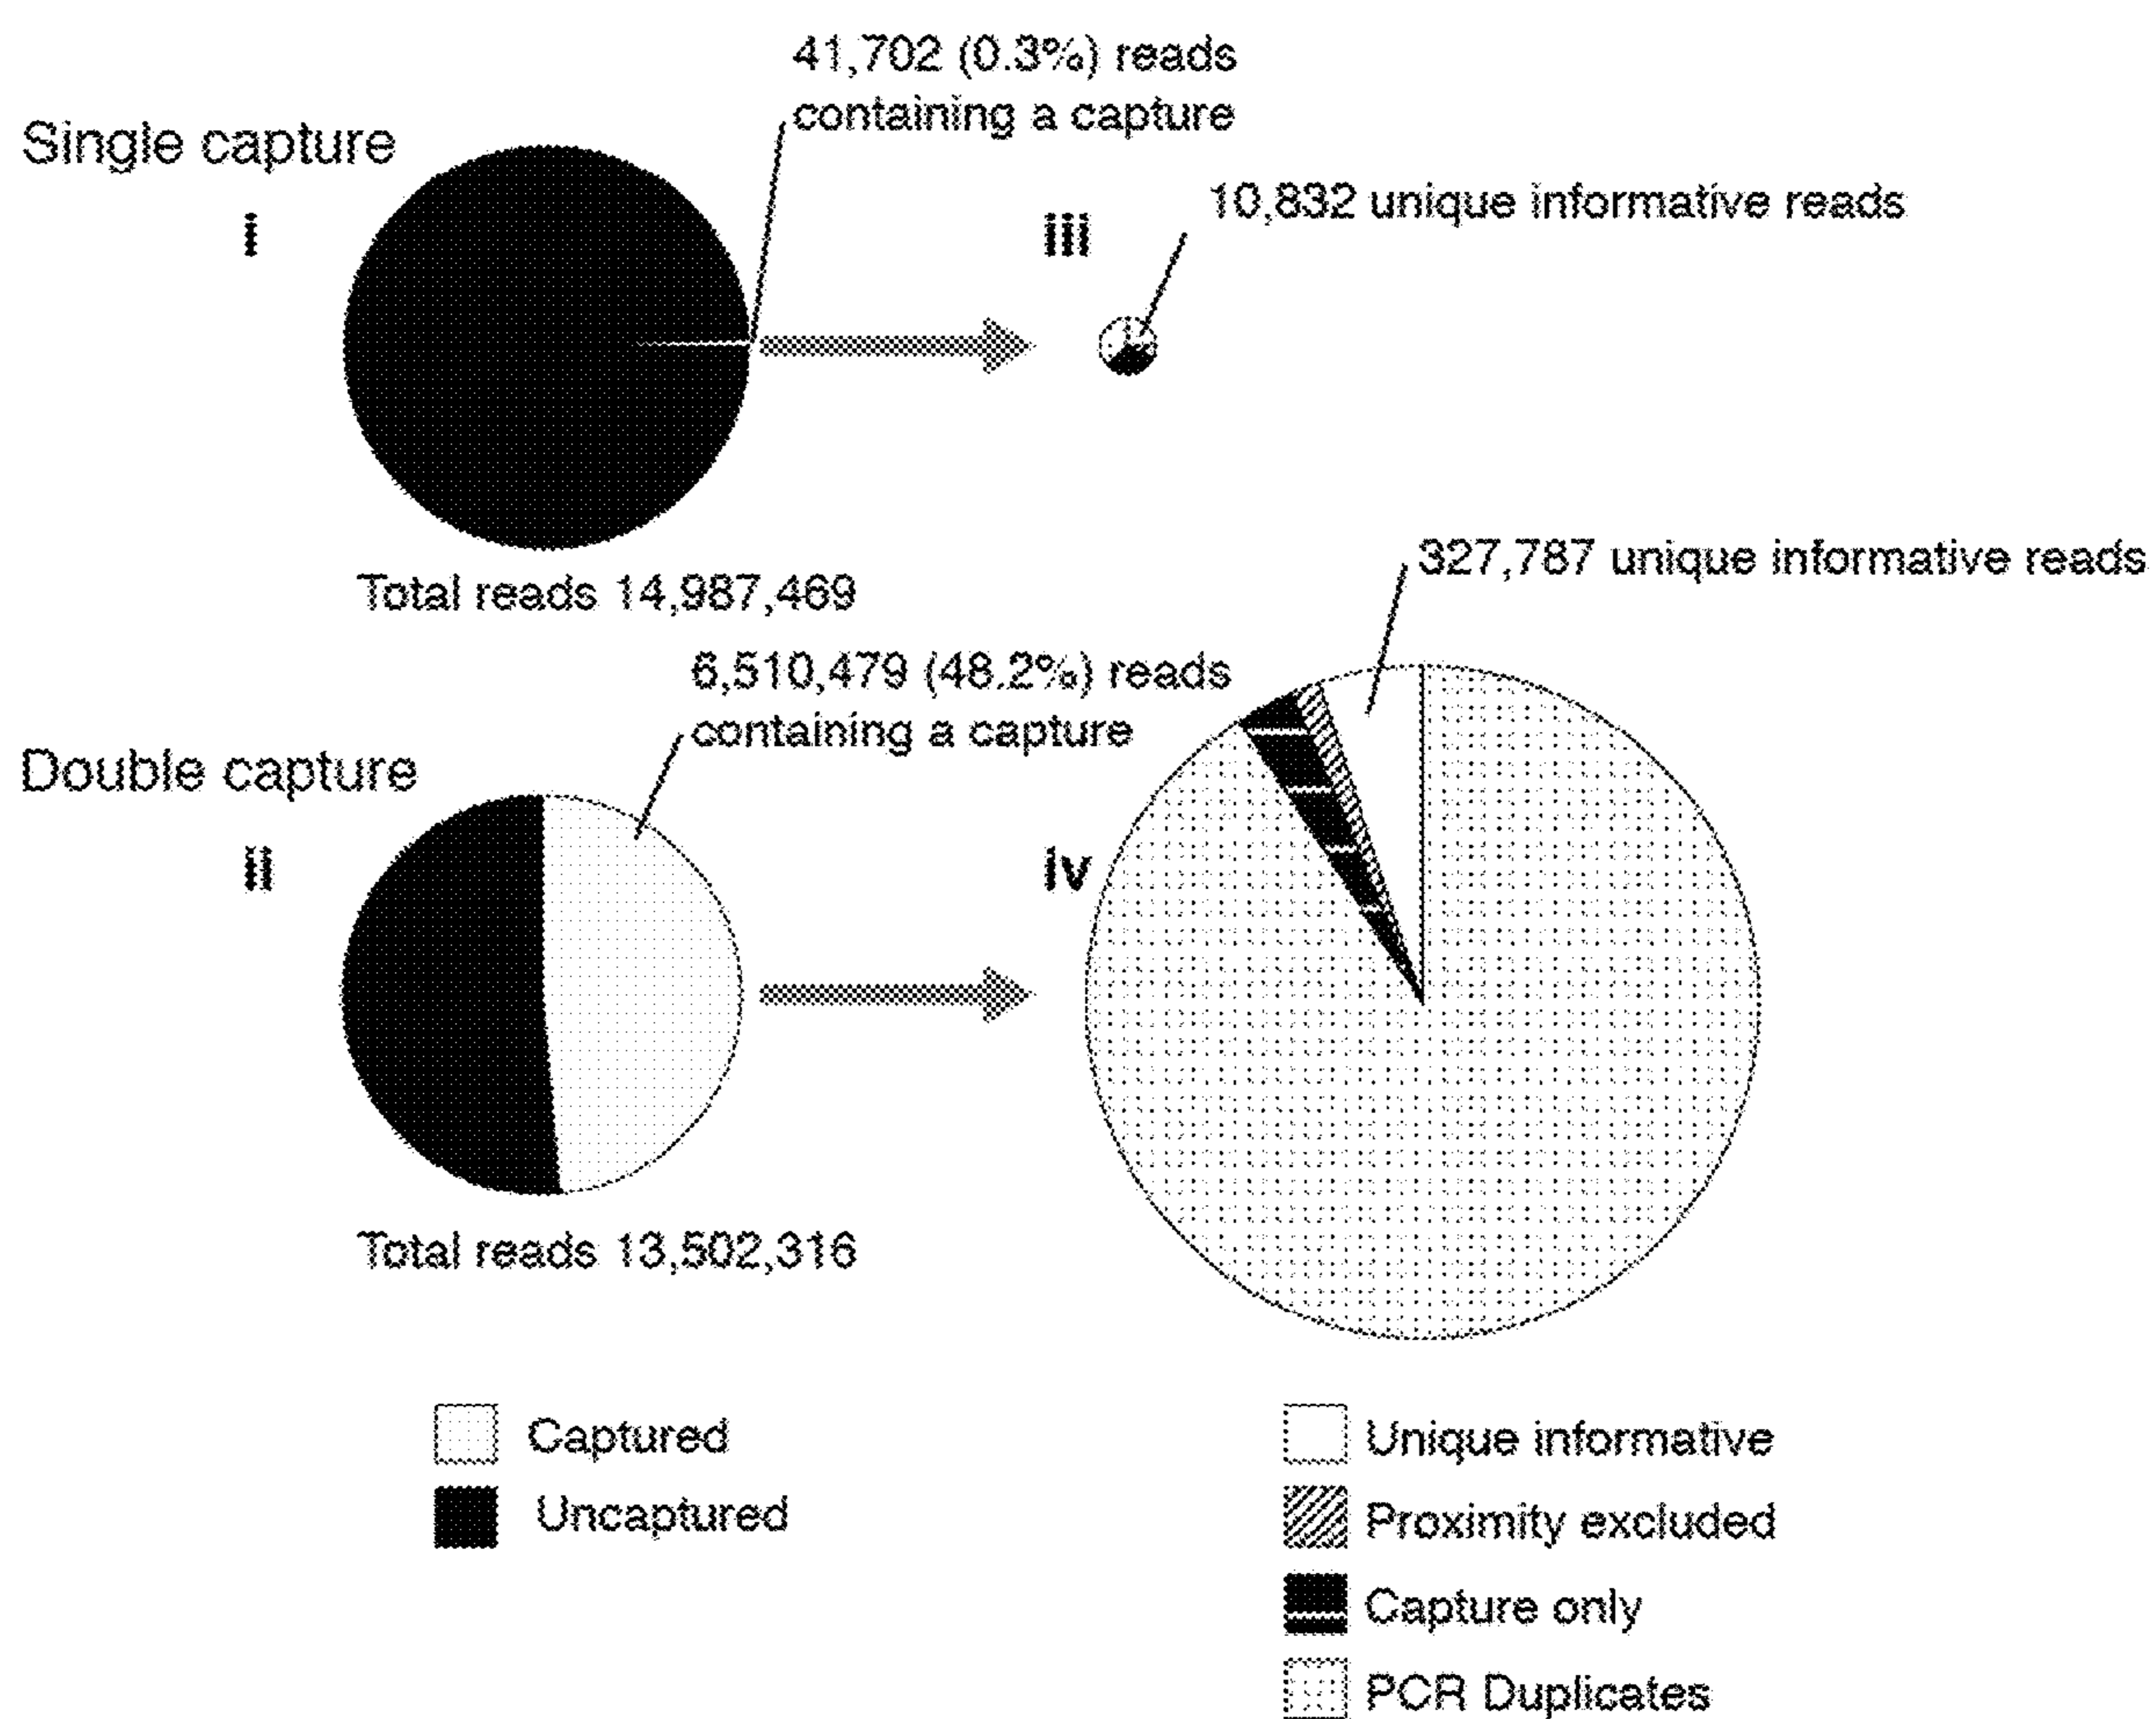 41,702 (0.3%) reads
containing a capture
Single capture
i
iii
10,832 unique informative reads
Total reads 14,987,469
327,787 unique informative reads
6,510,479 (48.2%) reads
containing a capture
Double capture
ii
iv
Total reads 13,502,316
Captured
Uncaptured
Unique informative
Proximity excluded
Capture only
PCR Duplicates